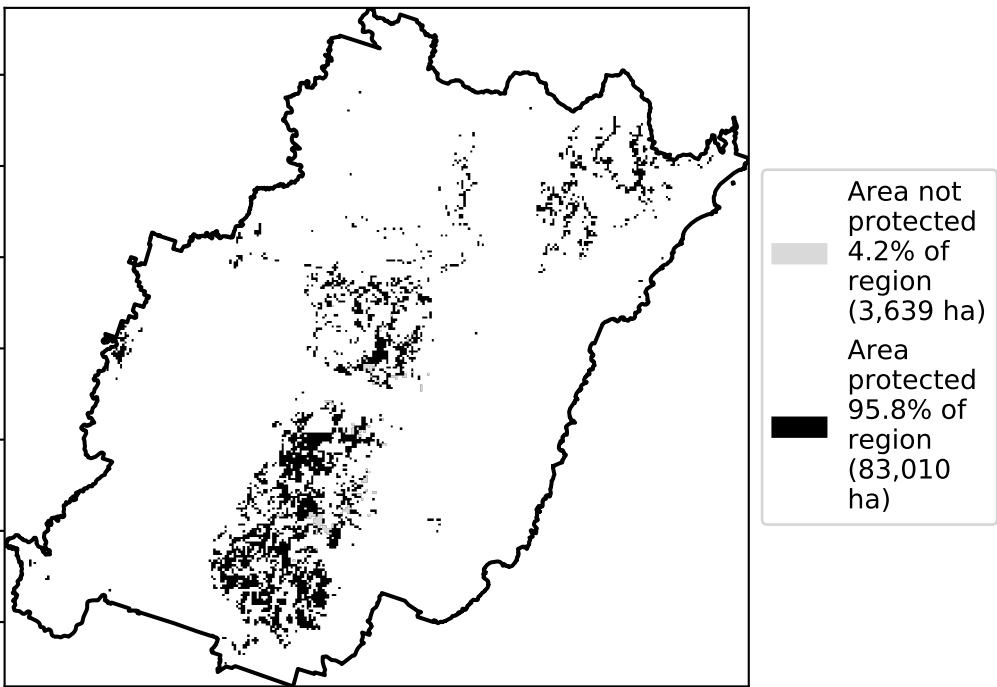 Area not
protected
4.2% of
region
(3,639 ha)
Area
protected
95.8% of
region
(83,010
ha)